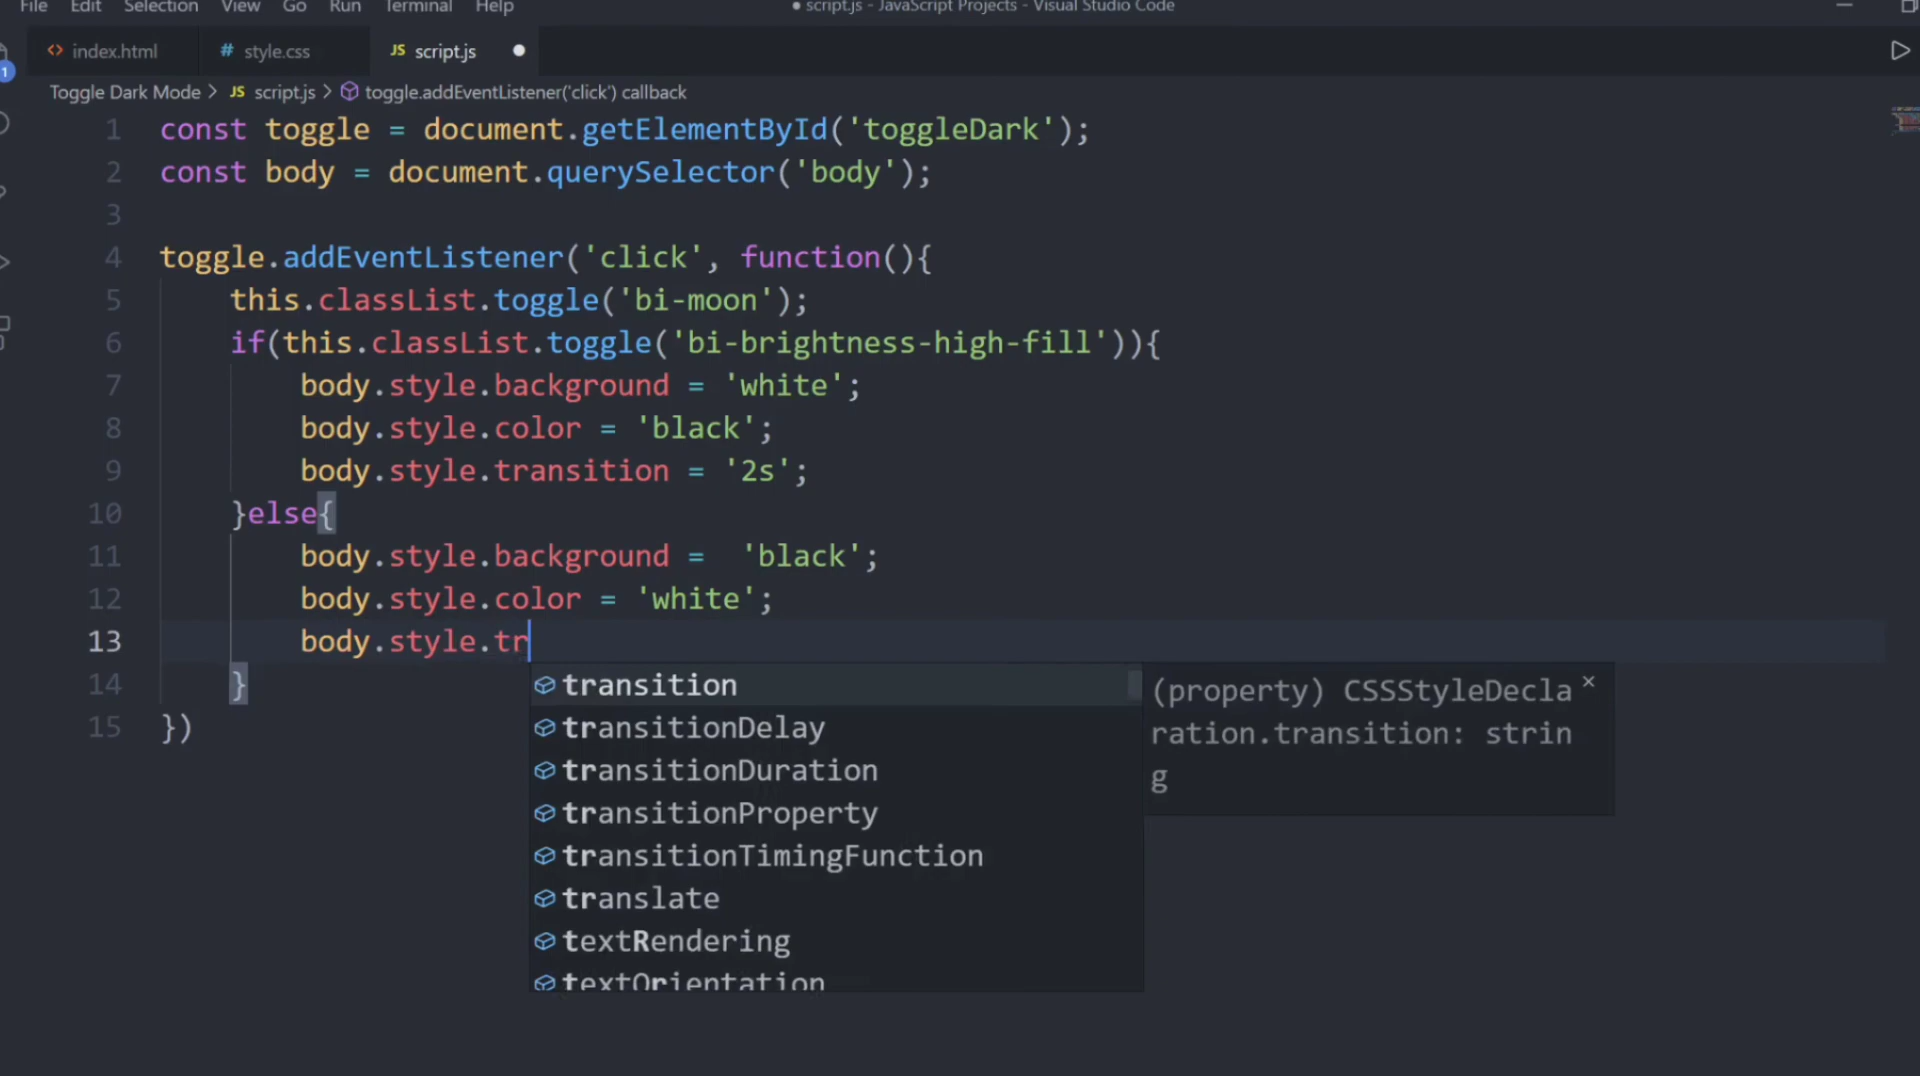 File Edit Selection View Go Run Terminal Help
● script.js - JavaScript Projects - Visual Studio Code
<> index.html
# style.css
JS script.js ●
1
Toggle Dark Mode > JS script.js > toggle.addEventListener('click') callback
1 const toggle = document.getElementById('toggleDark');
2 const body = document.querySelector('body');
3
4 toggle.addEventListener('click', function(){
5 this.classList.toggle('bi-moon');
6 if(this.classList.toggle('bi-brightness-high-fill')){
7 body.style.background = 'white';
8 body.style.color = 'black';
9 body.style.transition = '2s';
10 }else{
11 body.style.background =  'black';
12 body.style.color = 'white';
13 body.style.tr
14 }
15 })
transition
transitionDelay
transitionDuration
transitionProperty
transitionTimingFunction
translate
textRendering
textOrientation
(property) CSSStyleDecla
ration.transition: strin
g